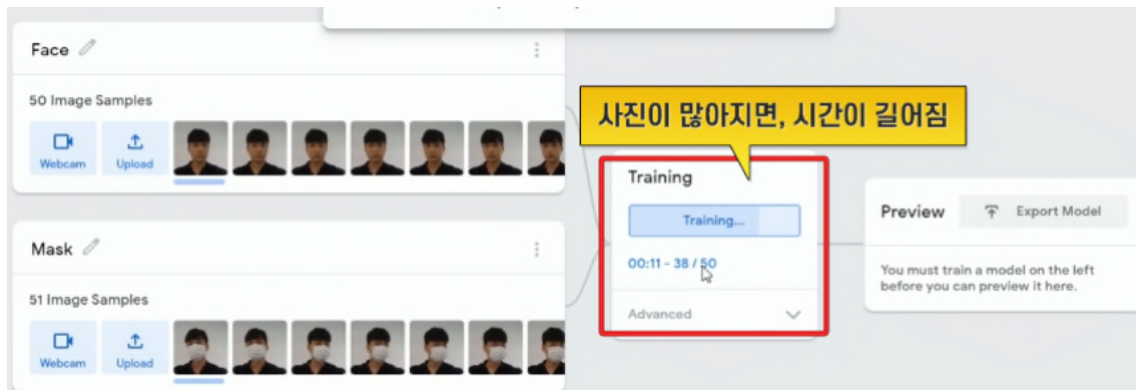 Face
50 Image Samples
Webcam
Upload
사진이 많아지면, 시간이 길어짐
Training
Training...
00:11 - 38 / 50
Advanced
Preview
Export Model
You must train a model on the left
before you can preview it here.
Mask
51 Image Samples
Webcam
Upload